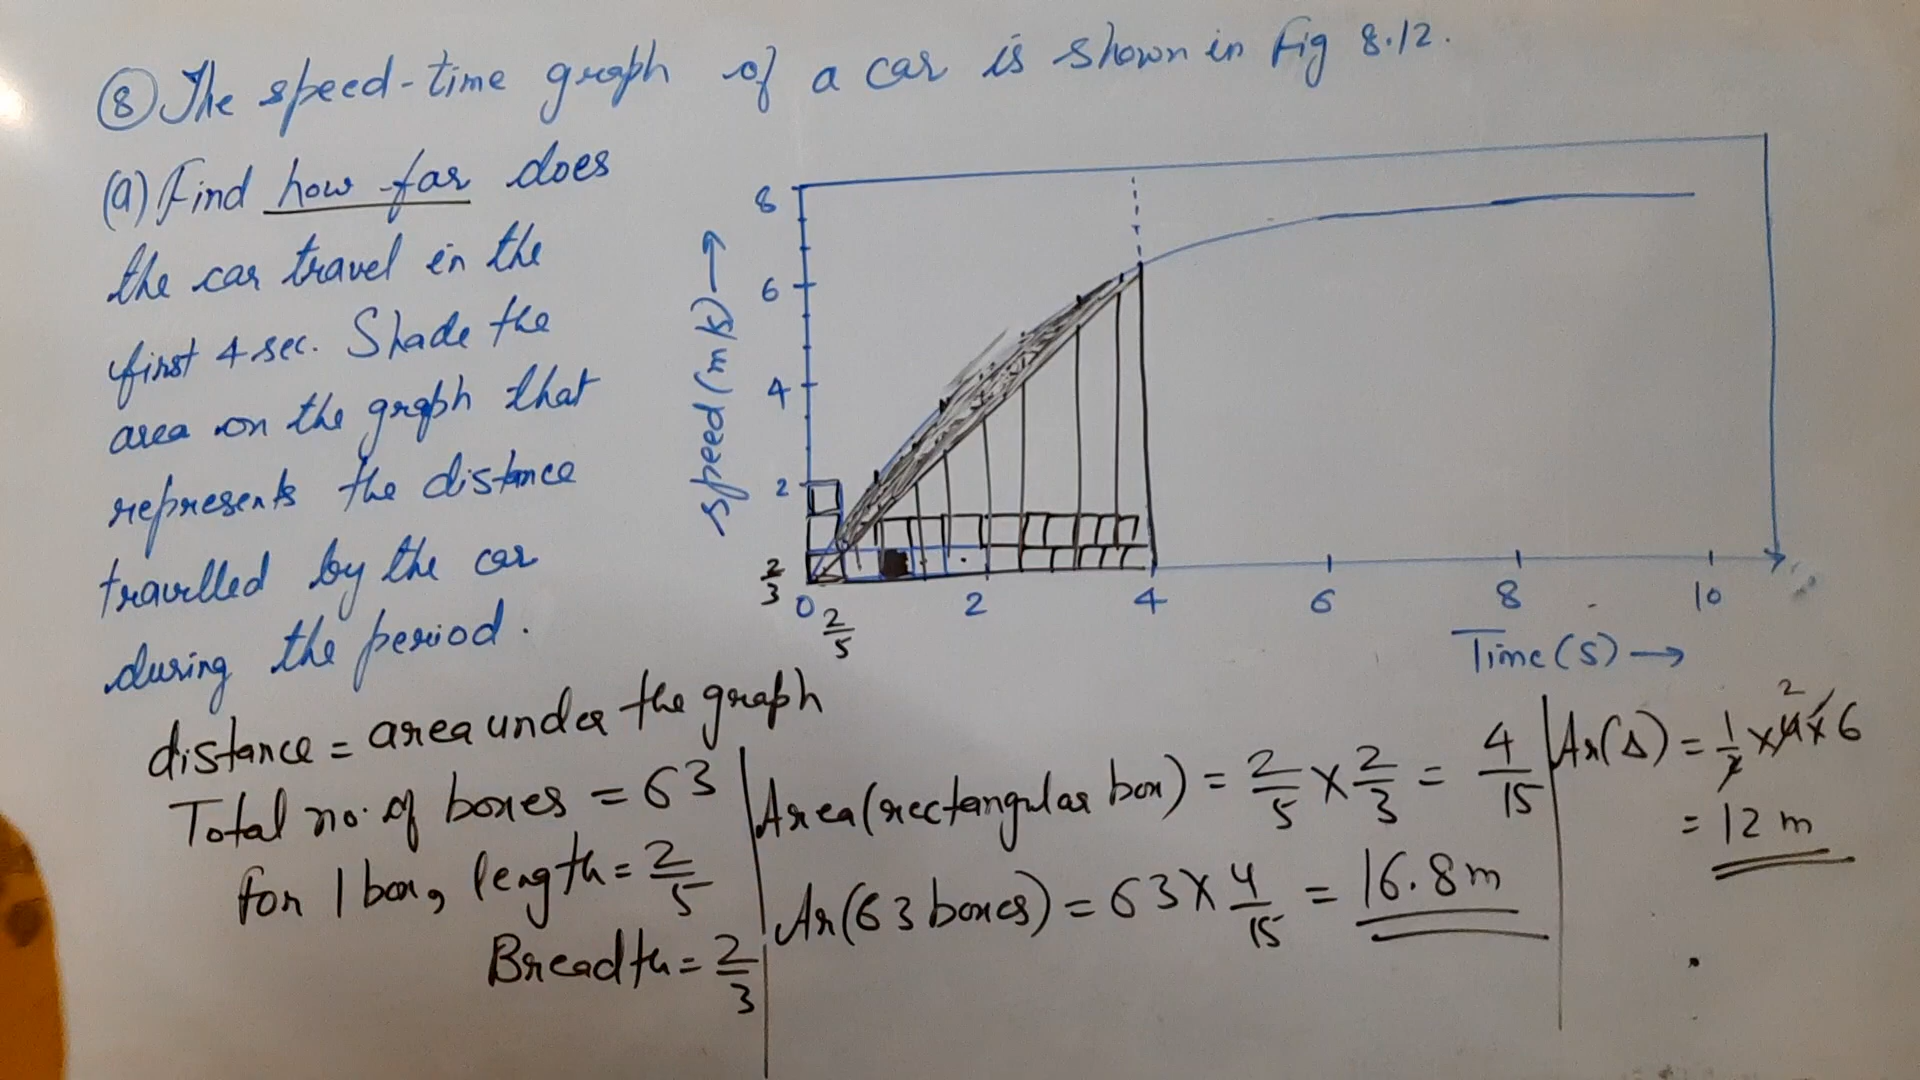 ⑧ The speed-time graph of a car is shown in Fig 8.12.
(a) Find how far does
the car travel in the
first 4 sec. Shade the
area on the graph that
represents the distance
travelled by the car
during the period.
speed (m/s) →
8
6
4
2
2/3
0 2/5 2 4 6 8 10
Time (s) →
distance = area under the graph
Total no. of boxes = 63
for 1 box, length = 2/5
Breadth = 2/3
Area (rectangular box) = 2/5 × 2/3 = 4/15
Ar (63 boxes) = 63 × 4/15 = 16.8 m
Ar (Δ) = 1/2 × 4 × 6
2
= 12 m